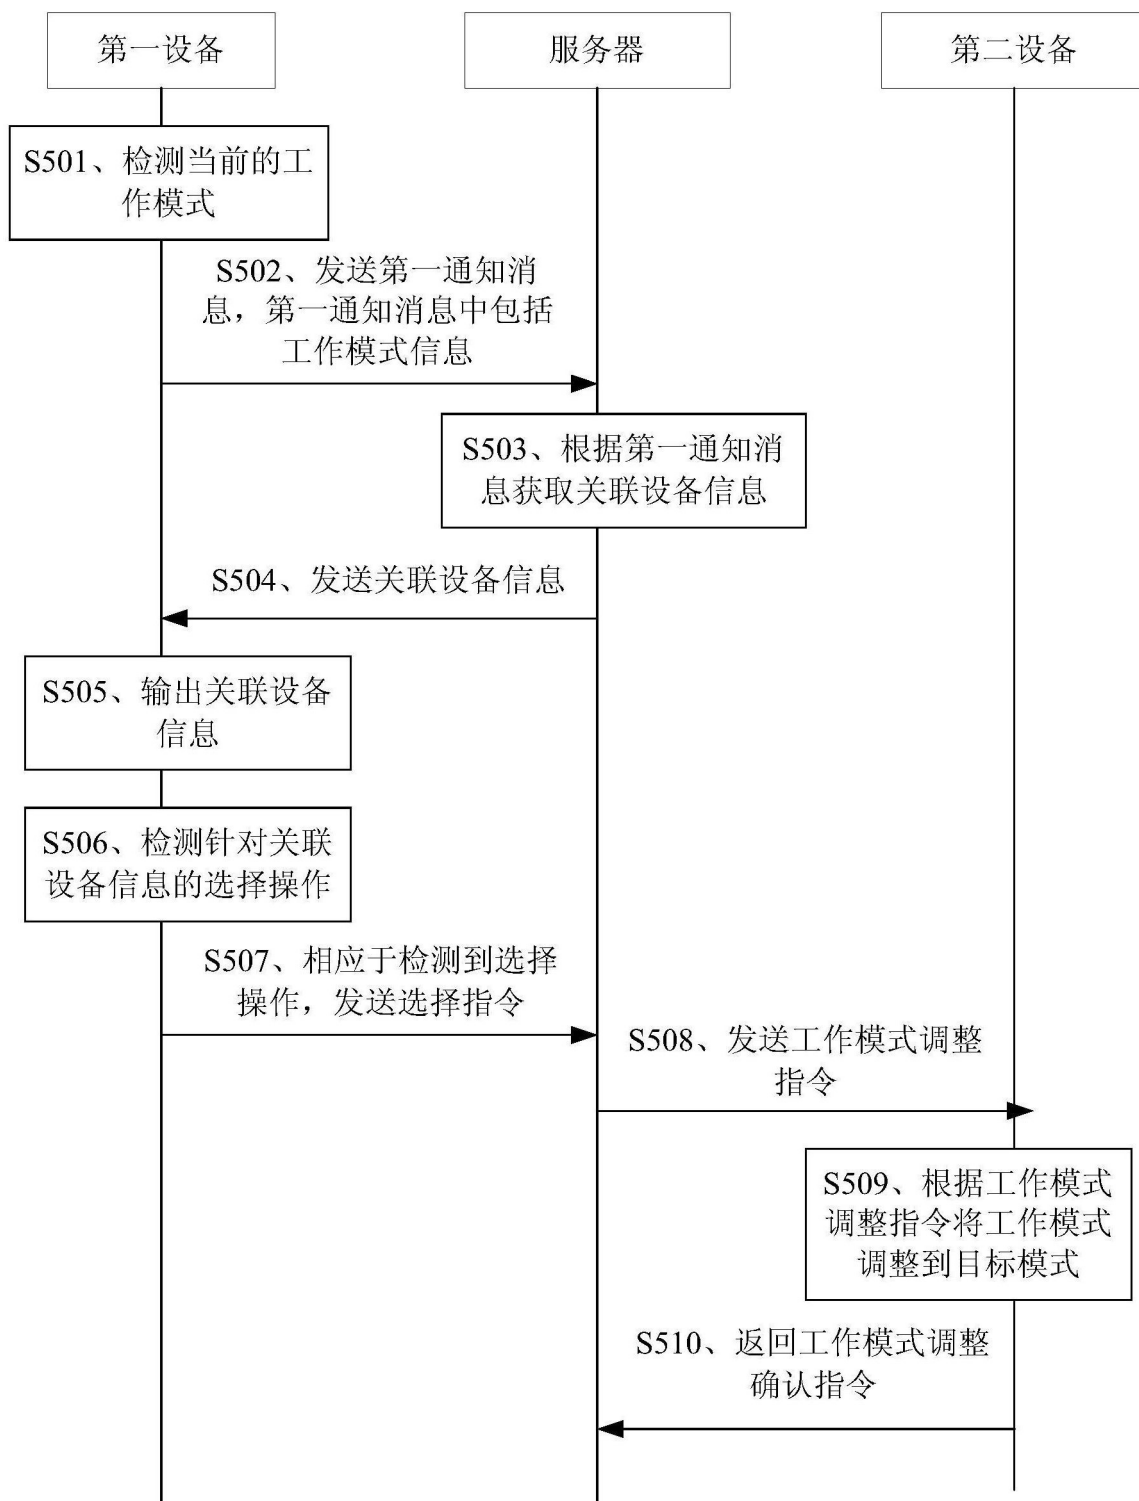 第一设备
服务器
第二设备
S501、检测当前的工
作模式
S502、发送第一通知消
息，第一通知消息中包括
工作模式信息
S503、根据第一通知消
息获取关联设备信息
S504、发送关联设备信息
S505、输出关联设备
信息
S506、检测针对关联
设备信息的选择操作
S507、相应于检测到选择
操作，发送选择指令
S508、发送工作模式调整
指令
S509、根据工作模式
调整指令将工作模式
调整到目标模式
S510、返回工作模式调整
确认指令